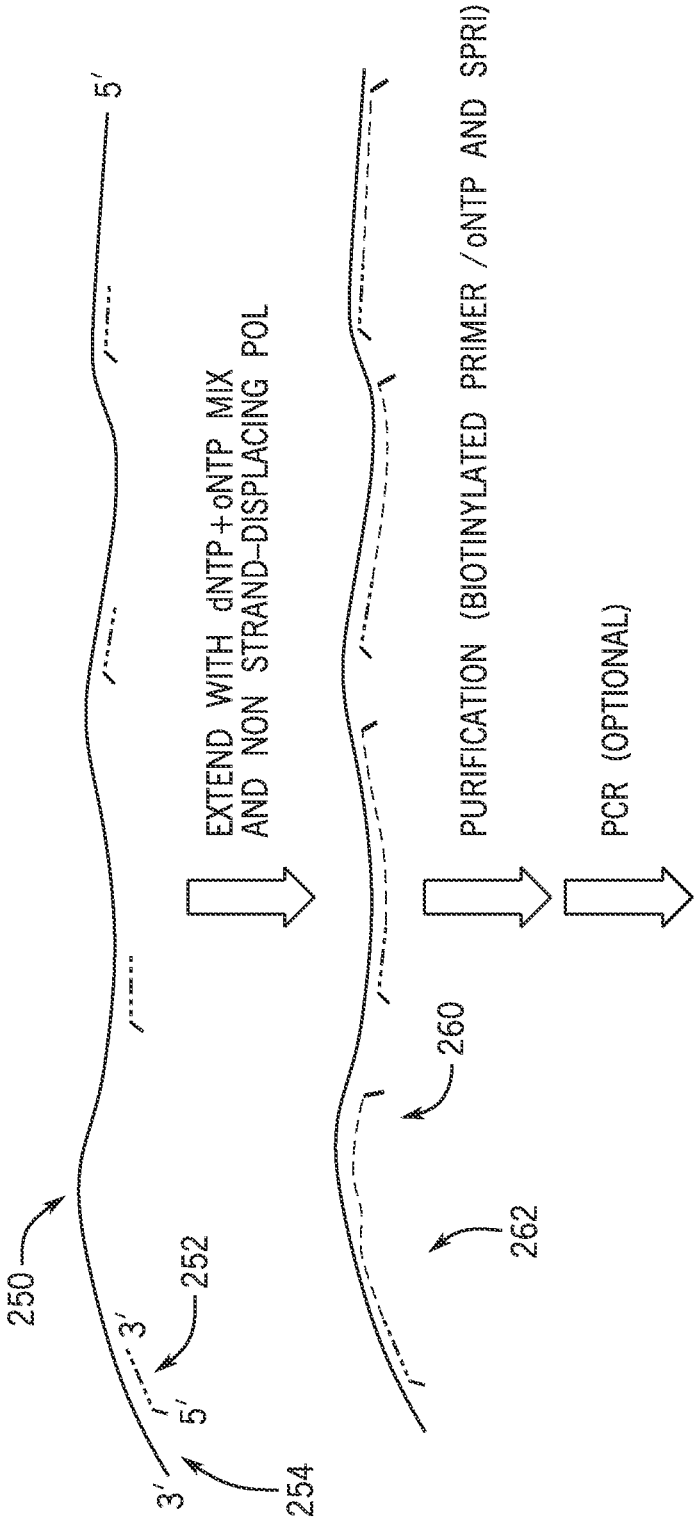 250
3′
5′
252
254
3′
5′
EXTEND WITH dNTP+oNTP MIX
AND NON STRAND-DISPLACING POL
260
262
PURIFICATION (BIOTINYLATED PRIMER/oNTP AND SPRI)
PCR (OPTIONAL)